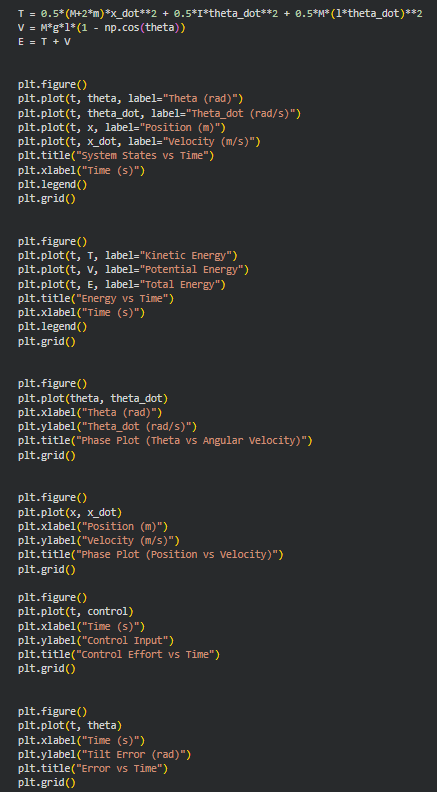 T = 0.5*(M+2*m)*x_dot**2 + 0.5*I*theta_dot**2 + 0.5*M*(l*theta_dot)**2
V = M*g*l*(1 - np.cos(theta))
E = T + V
plt.figure()
plt.plot(t, theta, label="Theta (rad)")
plt.plot(t, theta_dot, label="Theta_dot (rad/s)")
plt.plot(t, x, label="Position (m)")
plt.plot(t, x_dot, label="Velocity (m/s)")
plt.title("System States vs Time")
plt.xlabel("Time (s)")
plt.legend()
plt.grid()
plt.figure()
plt.plot(t, T, label="Kinetic Energy")
plt.plot(t, V, label="Potential Energy")
plt.plot(t, E, label="Total Energy")
plt.title("Energy vs Time")
plt.xlabel("Time (s)")
plt.legend()
plt.grid()
plt.figure()
plt.plot(theta, theta_dot)
plt.xlabel("Theta (rad)")
plt.ylabel("Theta_dot (rad/s)")
plt.title("Phase Plot (Theta vs Angular Velocity)")
plt.grid()
plt.figure()
plt.plot(x, x_dot)
plt.xlabel("Position (m)")
plt.ylabel("Velocity (m/s)")
plt.title("Phase Plot (Position vs Velocity)")
plt.grid()
plt.figure()
plt.plot(t, control)
plt.xlabel("Time (s)")
plt.ylabel("Control Input")
plt.title("Control Effort vs Time")
plt.grid()
plt.figure()
plt.plot(t, theta)
plt.xlabel("Time (s)")
plt.ylabel("Tilt Error (rad)")
plt.title("Error vs Time")
plt.grid()